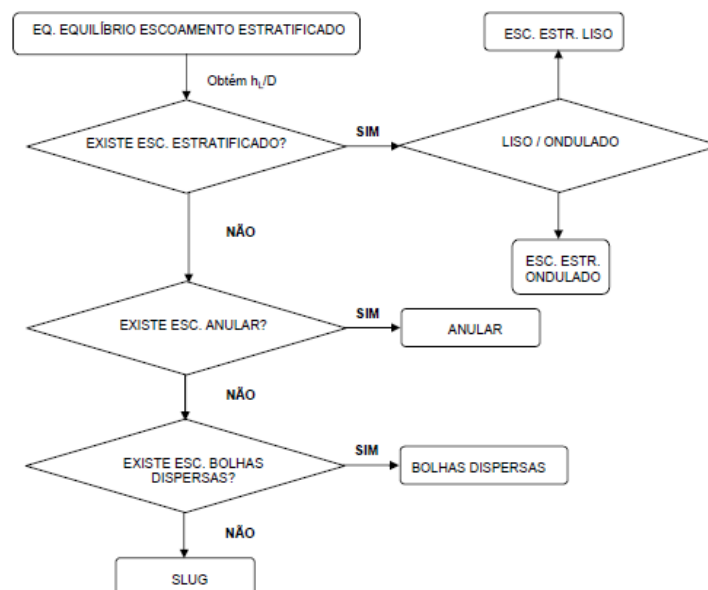 EQ. EQUILÍBRIO ESCOAMENTO ESTRATIFICADO
ESC. ESTR. LISO
Obtém hL/D
EXISTE ESC. ESTRATIFICADO?
SIM
LISO / ONDULADO
NÃO
ESC. ESTR.
ONDULADO
EXISTE ESC. ANULAR?
SIM
ANULAR
NÃO
EXISTE ESC. BOLHAS
DISPERSAS?
SIM
BOLHAS DISPERSAS
NÃO
SLUG